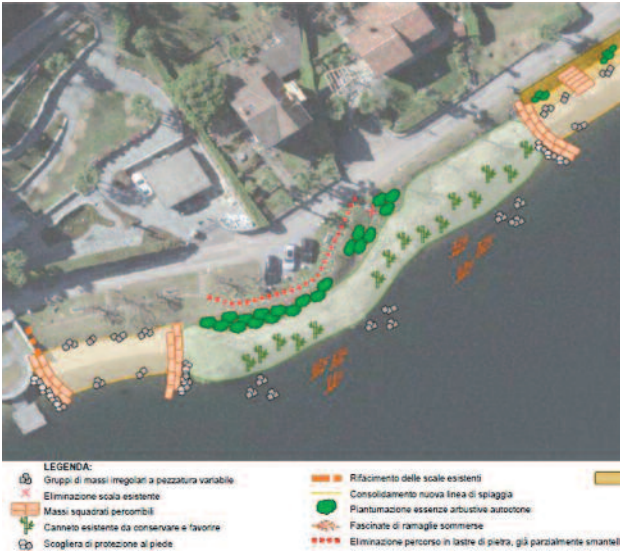 LEGENDA:
Gruppi di massi irregolari a pezzatura variabile
Eliminazione scala esistente
Massi squadrati percorribili
Canneto esistente da conservare e favorire
Scogliera di protezione al piede
Rifacimento delle scale esistenti
Consolidamento nuova linea di spiaggia
Piantumazione essenze arbustive autoctone
Fascinate di ramaglie sommerse
Eliminazione percorso in lastre di pietra, già parzialmente smantell